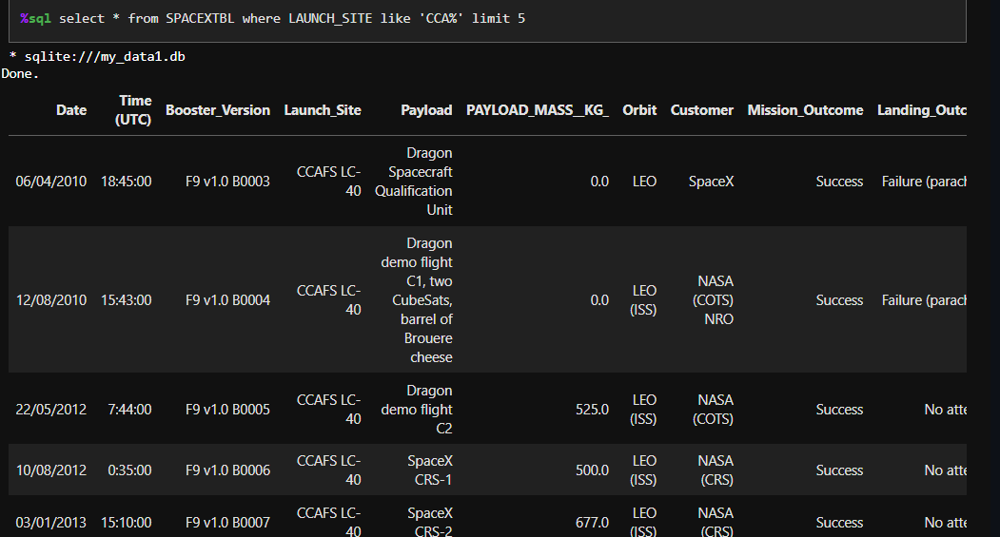 %sql select * from SPACEXTBL where LAUNCH_SITE like 'CCA%' limit 5
* sqlite:///my_data1.db
Done.
Date Time (UTC) Booster_Version Launch_Site Payload PAYLOAD_MASS__KG_ Orbit Customer Mission_Outcome Landing_Outc
06/04/2010 18:45:00 F9 v1.0 B0003 CCAFS LC-40 Dragon Spacecraft Qualification Unit 0.0 LEO SpaceX Success Failure (parach
12/08/2010 15:43:00 F9 v1.0 B0004 CCAFS LC-40 Dragon demo flight C1, two CubeSats, barrel of Brouere cheese 0.0 LEO (ISS) NASA (COTS) NRO Success Failure (parach
22/05/2012 7:44:00 F9 v1.0 B0005 CCAFS LC-40 Dragon demo flight C2 525.0 LEO (ISS) NASA (COTS) Success No atte
10/08/2012 0:35:00 F9 v1.0 B0006 CCAFS LC-40 SpaceX CRS-1 500.0 LEO (ISS) NASA (CRS) Success No atte
03/01/2013 15:10:00 F9 v1.0 B0007 CCAFS LC-40 SpaceX CRS-2 677.0 LEO (ISS) NASA (CRS) Success No atte